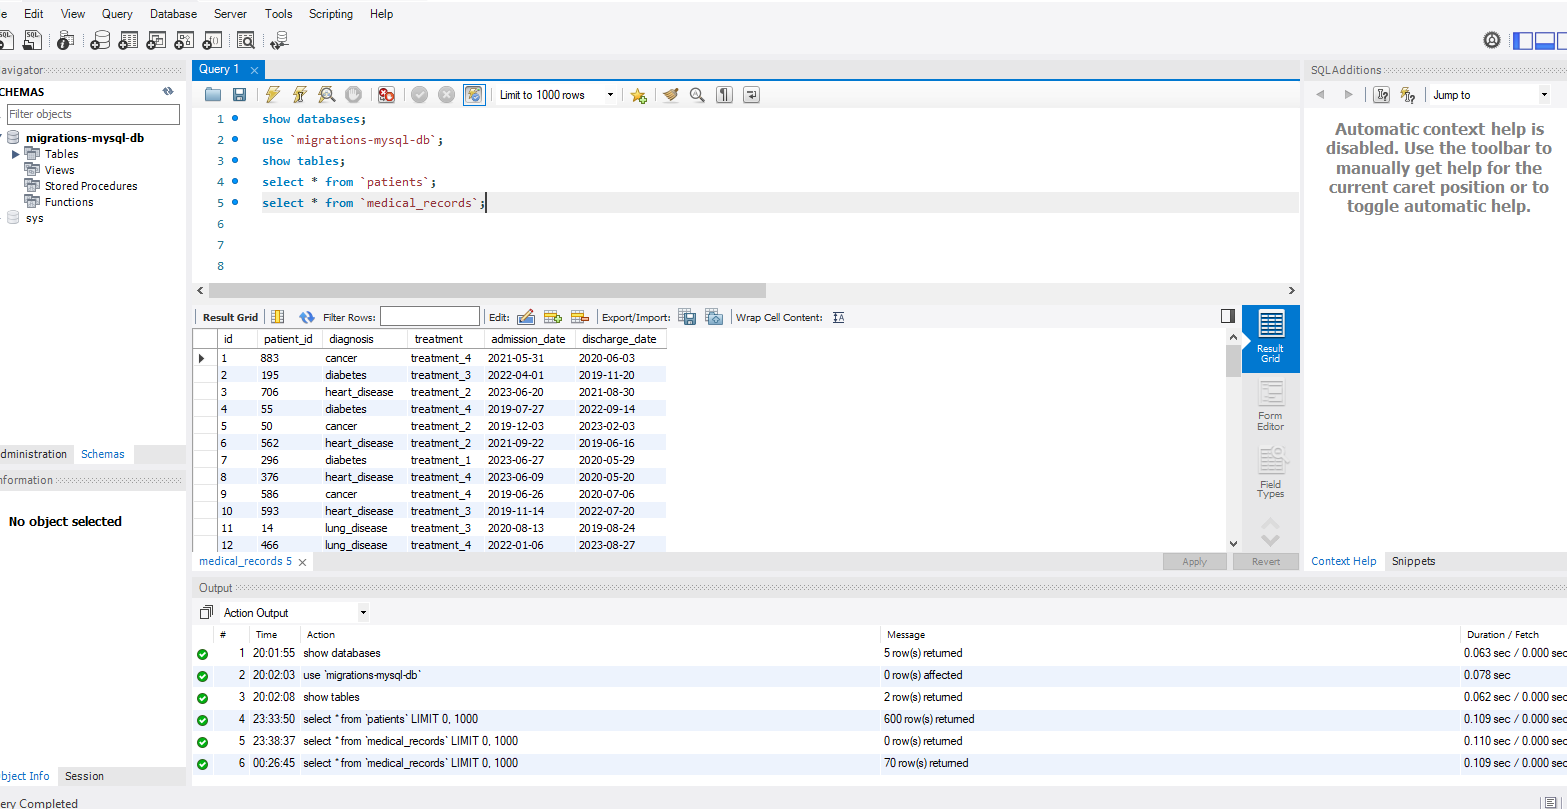 e Edit View Query Database Server Tools Scripting Help
avigator
Query 1
SQLAdditions
CHEMAS
Filter objects
migrations-mysql-db
Tables
Views
Stored Procedures
Functions
sys
Limit to 1000 rows
Jump to
1 show databases;
2 use `migrations-mysql-db`;
3 show tables;
4 select * from `patients`;
5 select * from `medical_records`;
6
7
8
Automatic context help is
disabled. Use the toolbar to
manually get help for the
current caret position or to
toggle automatic help.
Result Grid Filter Rows: Edit: Export/Import: Wrap Cell Content:
id patient_id diagnosis treatment admission_date discharge_date
1 883 cancer treatment_4 2021-05-31 2020-06-03
2 195 diabetes treatment_3 2022-04-01 2019-11-20
3 706 heart_disease treatment_2 2023-06-20 2021-08-30
4 55 diabetes treatment_4 2019-07-27 2022-09-14
5 50 cancer treatment_2 2019-12-03 2023-02-03
6 562 heart_disease treatment_2 2021-09-22 2019-06-16
7 296 diabetes treatment_1 2023-06-27 2020-05-29
8 376 heart_disease treatment_4 2023-06-09 2020-05-20
9 586 cancer treatment_4 2019-06-26 2020-07-06
10 593 heart_disease treatment_3 2019-11-14 2022-07-20
11 14 lung_disease treatment_3 2020-08-13 2019-08-24
12 466 lung_disease treatment_4 2022-01-06 2023-08-27
Result
Grid
Form
Editor
Field
Types
dministration Schemas
nformation
No object selected
medical_records 5
Apply Revert
Context Help Snippets
Output
Action Output
# Time Action Message Duration / Fetch
1 20:01:55 show databases 5 row(s) returned 0.063 sec / 0.000 sec
2 20:02:03 use `migrations-mysql-db` 0 row(s) affected 0.078 sec
3 20:02:08 show tables 2 row(s) returned 0.062 sec / 0.000 sec
4 23:33:50 select * from `patients` LIMIT 0, 1000 600 row(s) returned 0.109 sec / 0.000 sec
5 23:38:37 select * from `medical_records` LIMIT 0, 1000 0 row(s) returned 0.110 sec / 0.000 sec
6 00:26:45 select * from `medical_records` LIMIT 0, 1000 70 row(s) returned 0.109 sec / 0.000 sec
bject Info Session
ery Completed